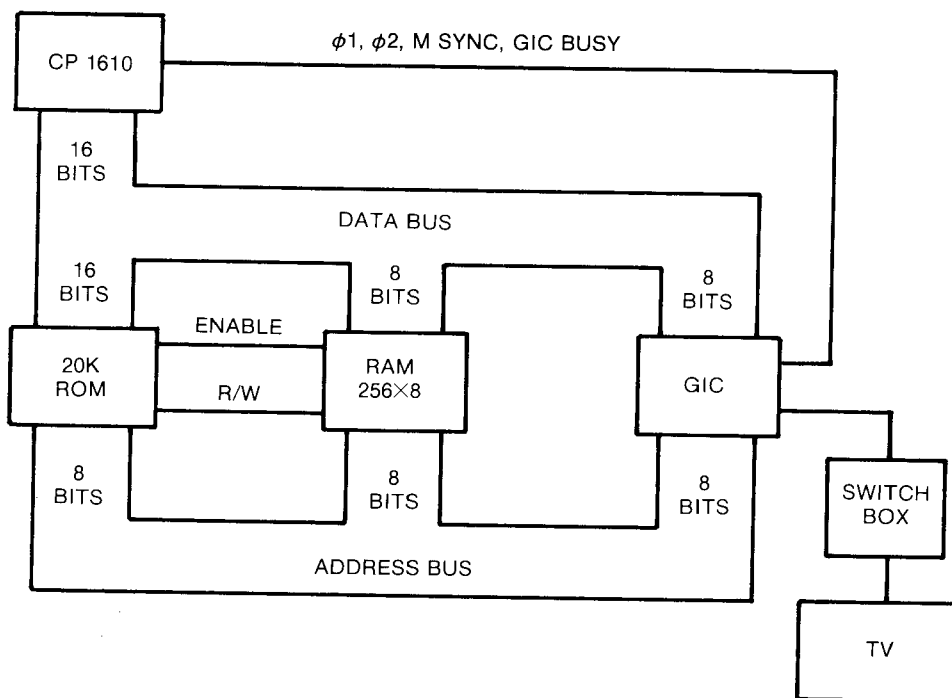 CP 1610
ϕ1, ϕ2, M SYNC, GIC BUSY
16
BITS
DATA BUS
16
BITS
8
BITS
8
BITS
ENABLE
20K
ROM
R/W
RAM
256×8
GIC
8
BITS
8
BITS
8
BITS
SWITCH
BOX
ADDRESS BUS
TV